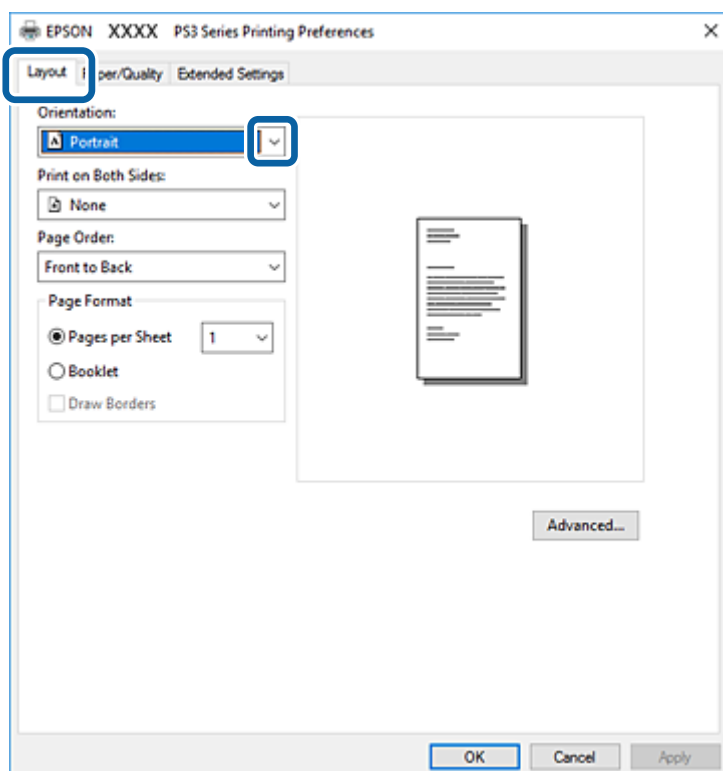 EPSON XXXX PS3 Series Printing Preferences
Layout per/Quality Extended Settings
Orientation:
Portrait
Print on Both Sides:
None
Page Order:
Front to Back
Page Format
Pages per Sheet 1
Booklet
Draw Borders
Advanced...
OK Cancel Apply